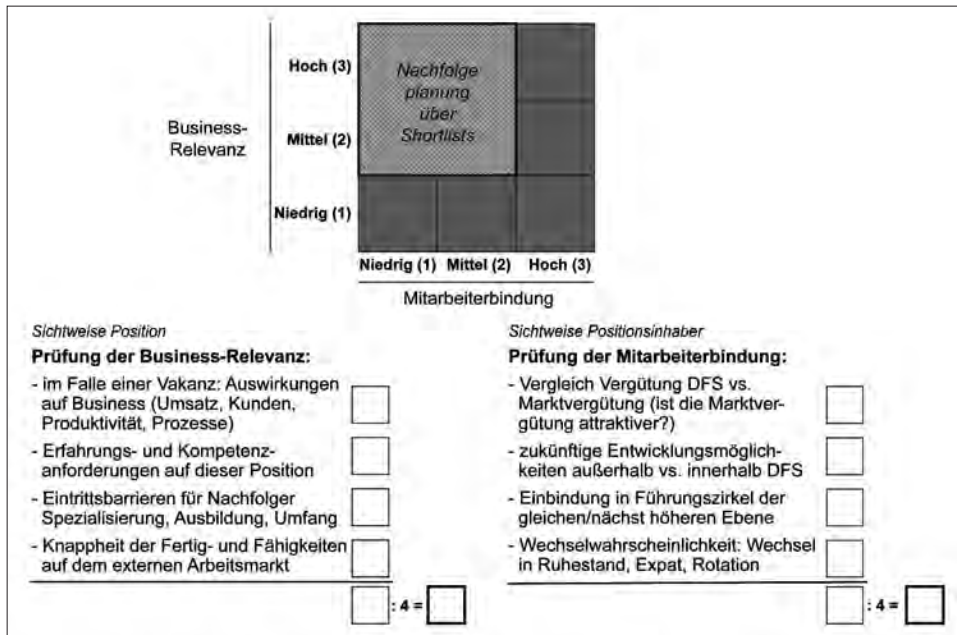 Hoch (3)
Nachfolge
planung
über
Shortlists
Business-
Relevanz
Mittel (2)
Niedrig (1)
Niedrig (1) Mittel (2) Hoch (3)
Mitarbeiterbindung
Sichtweise Position
Prüfung der Business-Relevanz:
- im Falle einer Vakanz: Auswirkungen
auf Business (Umsatz, Kunden,
Produktivität, Prozesse)
- Erfahrungs- und Kompetenz-
anforderungen auf dieser Position
- Eintrittsbarrieren für Nachfolger
Spezialisierung, Ausbildung, Umfang
- Knappheit der Fertig- und Fähigkeiten
auf dem externen Arbeitsmarkt
: 4 =
Sichtweise Positionsinhaber
Prüfung der Mitarbeiterbindung:
- Vergleich Vergütung DFS vs.
Marktvergütung (ist die Marktver-
gütung attraktiver?)
- zukünftige Entwicklungsmöglich-
keiten außerhalb vs. innerhalb DFS
- Einbindung in Führungszirkel der
gleichen/nächst höheren Ebene
- Wechselwahrscheinlichkeit: Wechsel
in Ruhestand, Expat, Rotation
: 4 =